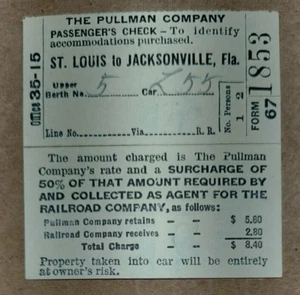 THE PULLMAN COMPANY
PASSENGER'S CHECK - To identify
accommodations purchased.
ST. LOUIS to JACKSONVILLE, Fla.
Upper
Berth No. 5 Car 55
Line No. Via R. R.
Office 35-15
No. Persons
1 2
FORM 67
1853
The amount charged is The Pullman
Company's rate and a SURCHARGE OF
50% OF THAT AMOUNT REQUIRED BY
AND COLLECTED AS AGENT FOR THE
RAILROAD COMPANY, as follows:
Pullman Company retains — — $ 5.60
Railroad Company receives — — 2.80
Total Charge — — $ 8.40
Property taken into car will be entirely
at owner's risk.